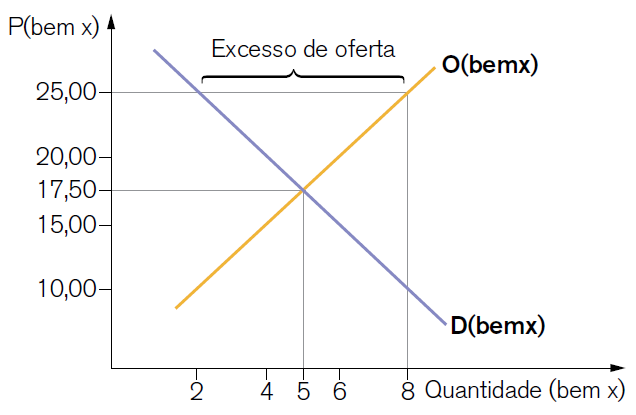 P(bem x)
Excesso de oferta
O(bemx)
25,00
20,00
17,50
15,00
10,00
D(bemx)
2 4 5 6 8 Quantidade (bem x)